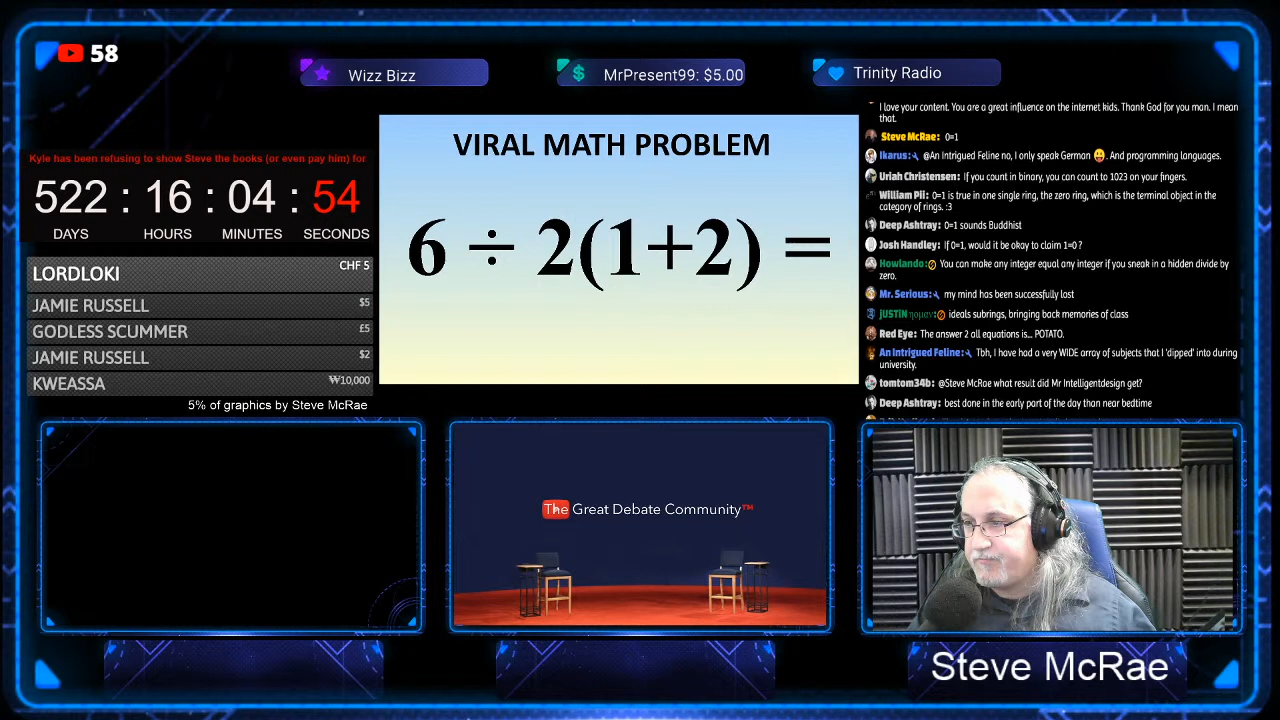 58
Wizz Bizz
MrPresent99: $5.00
Trinity Radio
Kyle has been refusing to show Steve the books (or even pay him) for
522 : 16 : 04 : 54
DAYS HOURS MINUTES SECONDS
LORDLOKI CHF 5
JAMIE RUSSELL $5
GODLESS SCUMMER £5
JAMIE RUSSELL $2
KWEASSA ₩10,000
5% of graphics by Steve McRae
VIRAL MATH PROBLEM
6 ÷ 2(1+2) =
I love your content. You are a great influence on the internet kids. Thank God for you man. I mean
that.
Steve McRae: 0=1
Ikarus: @An Intrigued Feline no, I only speak German 😛. And programming languages.
Uriah Christensen: If you count in binary, you can count to 1023 on your fingers.
William Pii: 0=1 is true in one single ring, the zero ring, which is the terminal object in the
category of rings. :3
Deep Ashtray: 0=1 sounds Buddhist
Josh Handley: If 0=1, would it be okay to claim 1=0 ?
Howlando: You can make any integer equal any integer if you sneak in a hidden divide by
zero.
Mr. Serious: my mind has been successfully lost
jUSTiN ησμαν: ideals subrings, bringing back memories of class
Red Eye: The answer 2 all equations is... POTATO.
An Intrigued Feline: Tbh, I have had a very WIDE array of subjects that I 'dipped' into during
university.
tomtom34b: @Steve McRae what result did Mr Intelligentdesign get?
Deep Ashtray: best done in the early part of the day than near bedtime
The Great Debate Community™
Steve McRae